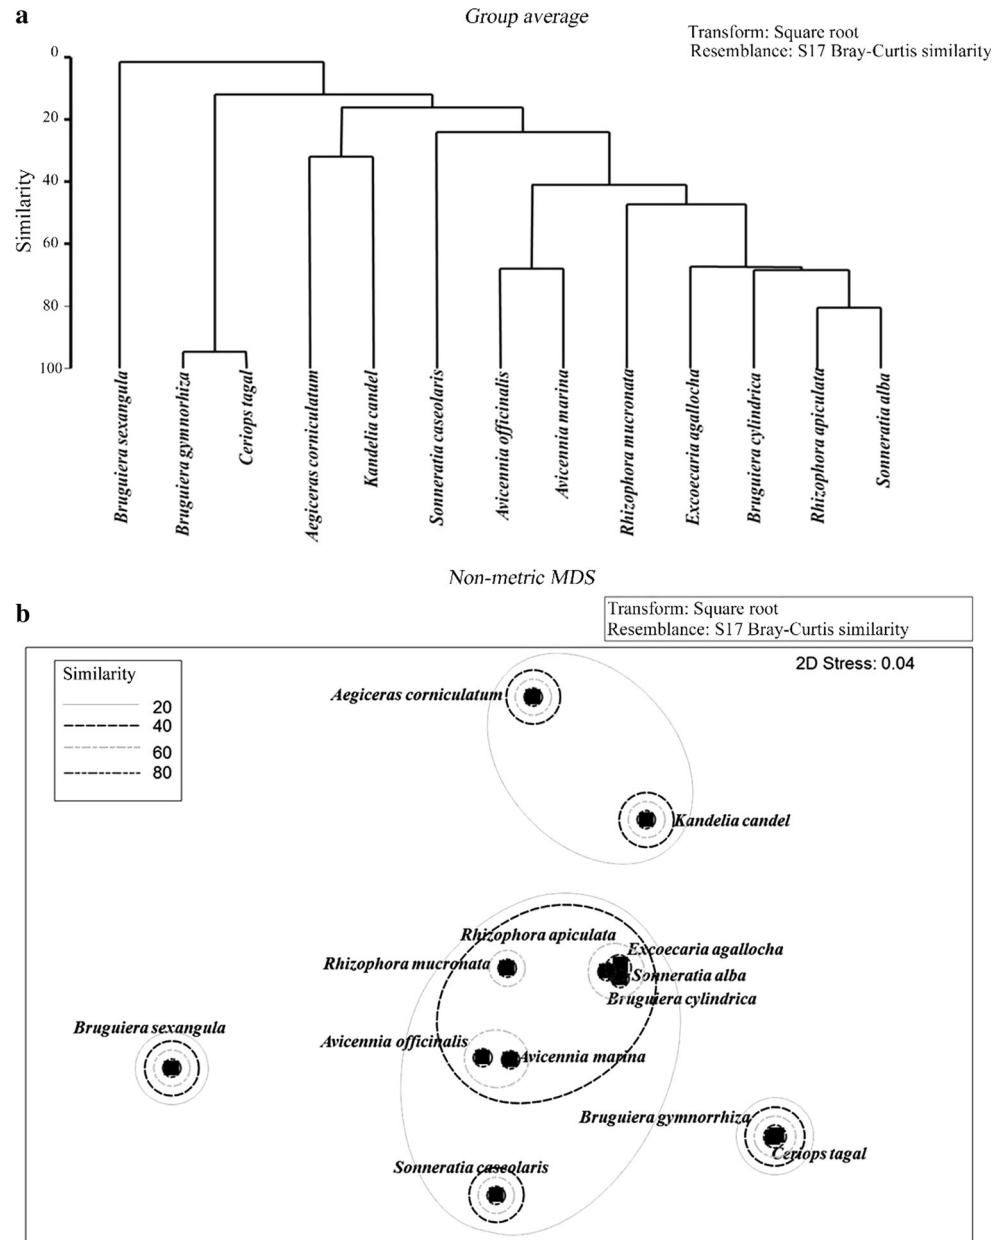 a
Group average
Transform: Square root
Resemblance: S17 Bray-Curtis similarity
0
20
40
60
80
100
Similarity
Bruguiera sexangula
Bruguiera gymnorhiza
Ceriops tagal
Aegiceras corniculatum
Kandelia candel
Sonneratia caseolaris
Avicennia officinalis
Avicennia marina
Rhizophora mucronata
Excoecaria agallocha
Bruguiera cylindrica
Rhizophora apiculata
Sonneratia alba
Non-metric MDS
b
Transform: Square root
Resemblance: S17 Bray-Curtis similarity
2D Stress: 0.04
Similarity
20
40
60
80
Aegiceras corniculatum
Kandelia candel
Rhizophora apiculata
Excoecaria agallocha
Rhizophora mucronata
Sonneratia alba
Bruguiera cylindrica
Bruguiera sexangula
Avicennia officinalis
Avicennia marina
Bruguiera gymnorrhiza
Ceriops tagal
Sonneratia caseolaris